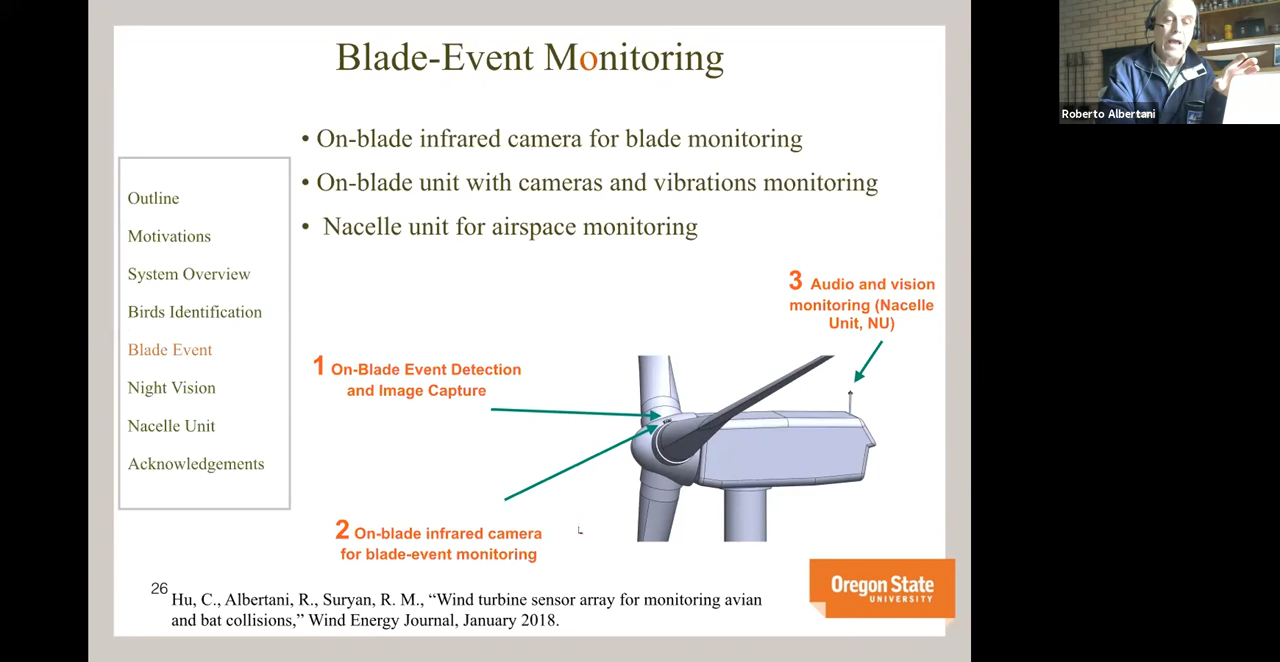 Blade-Event Monitoring
• On-blade infrared camera for blade monitoring
• On-blade unit with cameras and vibrations monitoring
• Nacelle unit for airspace monitoring
Outline
Motivations
System Overview
Birds Identification
Blade Event
Night Vision
Nacelle Unit
Acknowledgements
3 Audio and vision
monitoring (Nacelle
Unit, NU)
1 On-Blade Event Detection
and Image Capture
2 On-blade infrared camera
for blade-event monitoring
26
Hu, C., Albertani, R., Suryan, R. M., “Wind turbine sensor array for monitoring avian
and bat collisions,” Wind Energy Journal, January 2018.
Oregon State
UNIVERSITY
Roberto Albertani